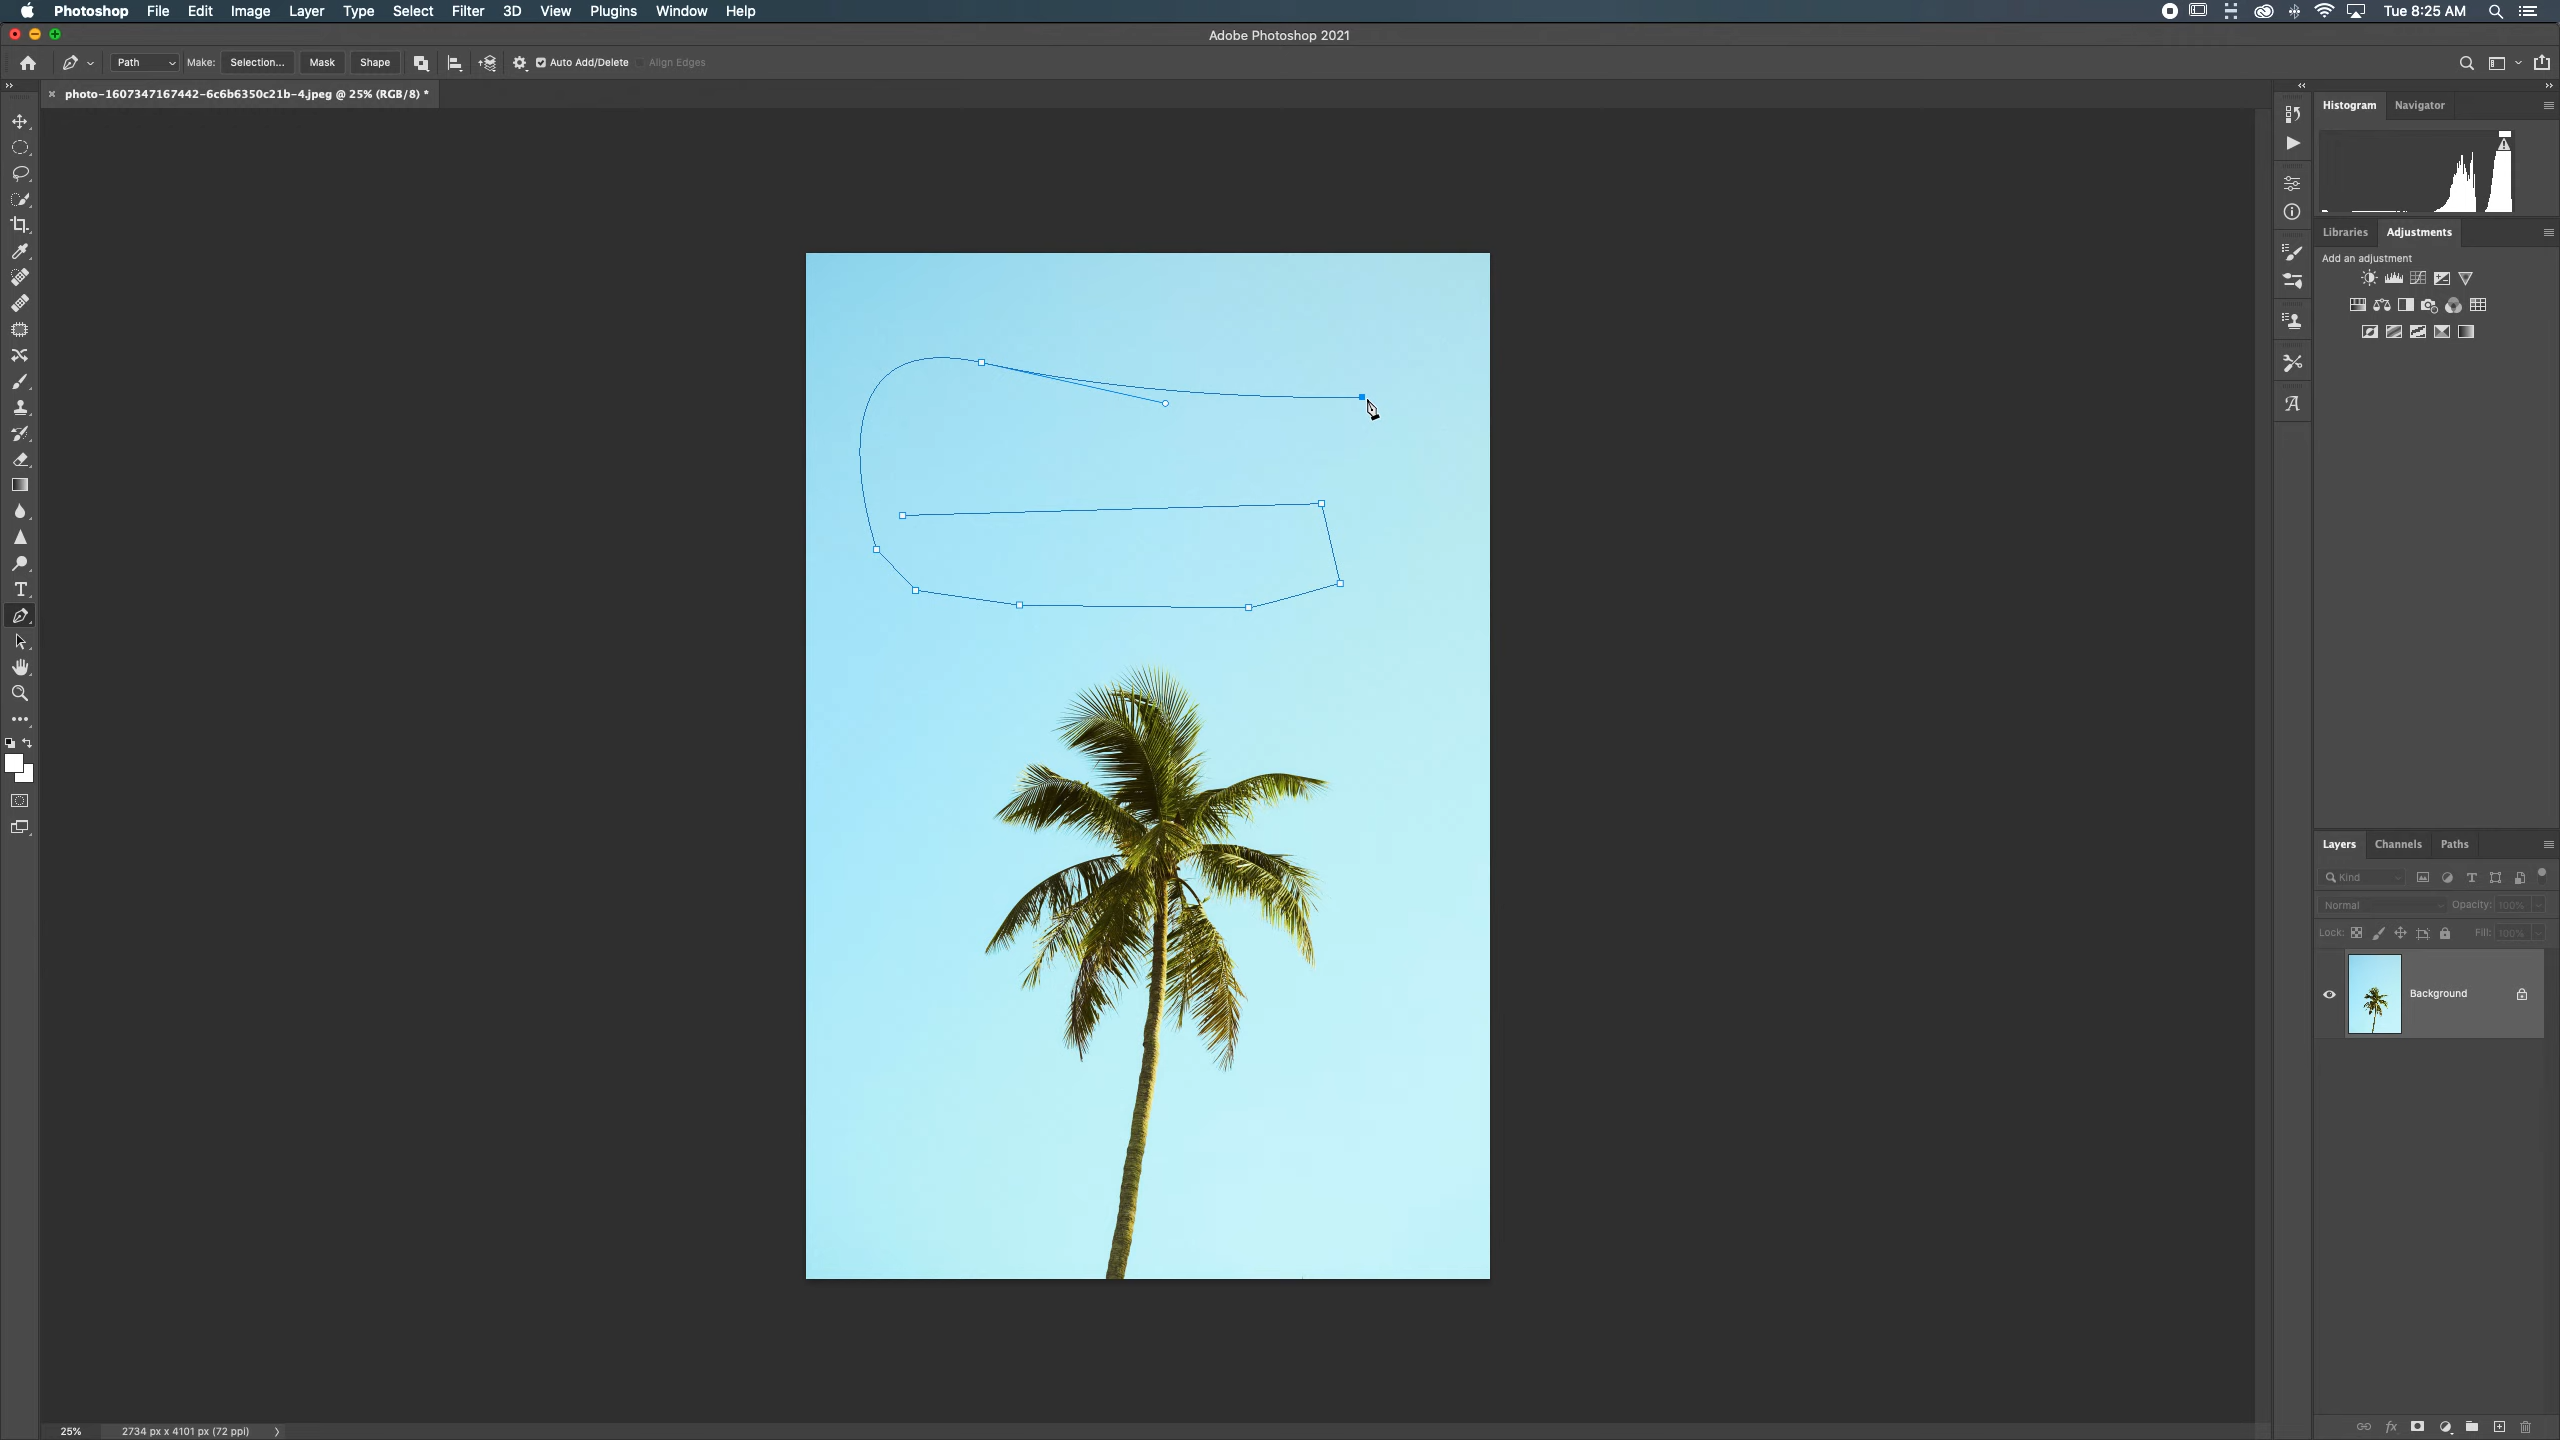 Photoshop File Edit Image Layer Type Select Filter 3D View Plugins Window Help Tue 8:25 AM
Adobe Photoshop 2021
Path Make: Selection... Mask Shape Auto Add/Delete Align Edges
photo-1607347167442-6c6b6350c21b-4.jpeg @ 25% (RGB/8) *
Histogram Navigator
Libraries Adjustments
Add an adjustment
Layers Channels Paths
Kind
Normal Opacity: 100%
Lock: Fill: 100%
Background
25% 2734 px x 4101 px (72 ppi)